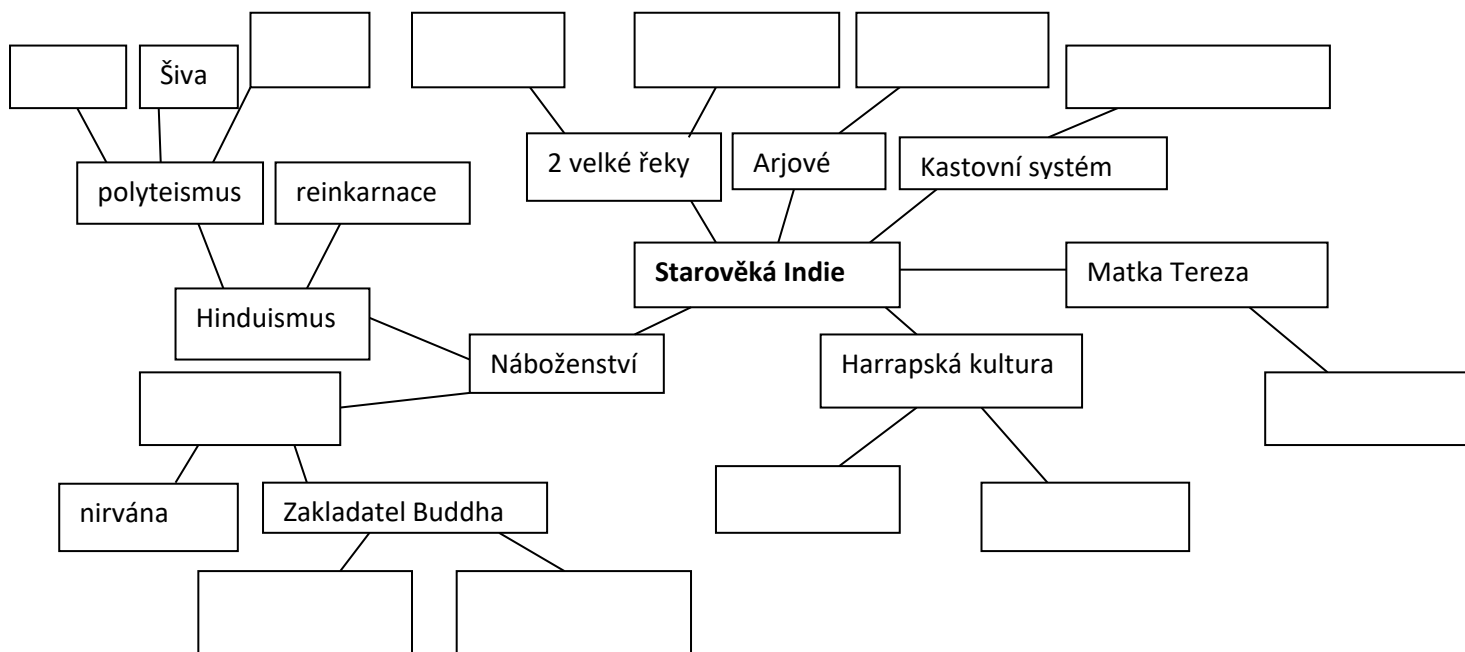 Šiva
polyteismus
reinkarnace
2 velké řeky
Arjové
Kastovní systém
Starověká Indie
Matka Tereza
Hinduismus
Náboženství
Harrapská kultura
nirvána
Zakladatel Buddha